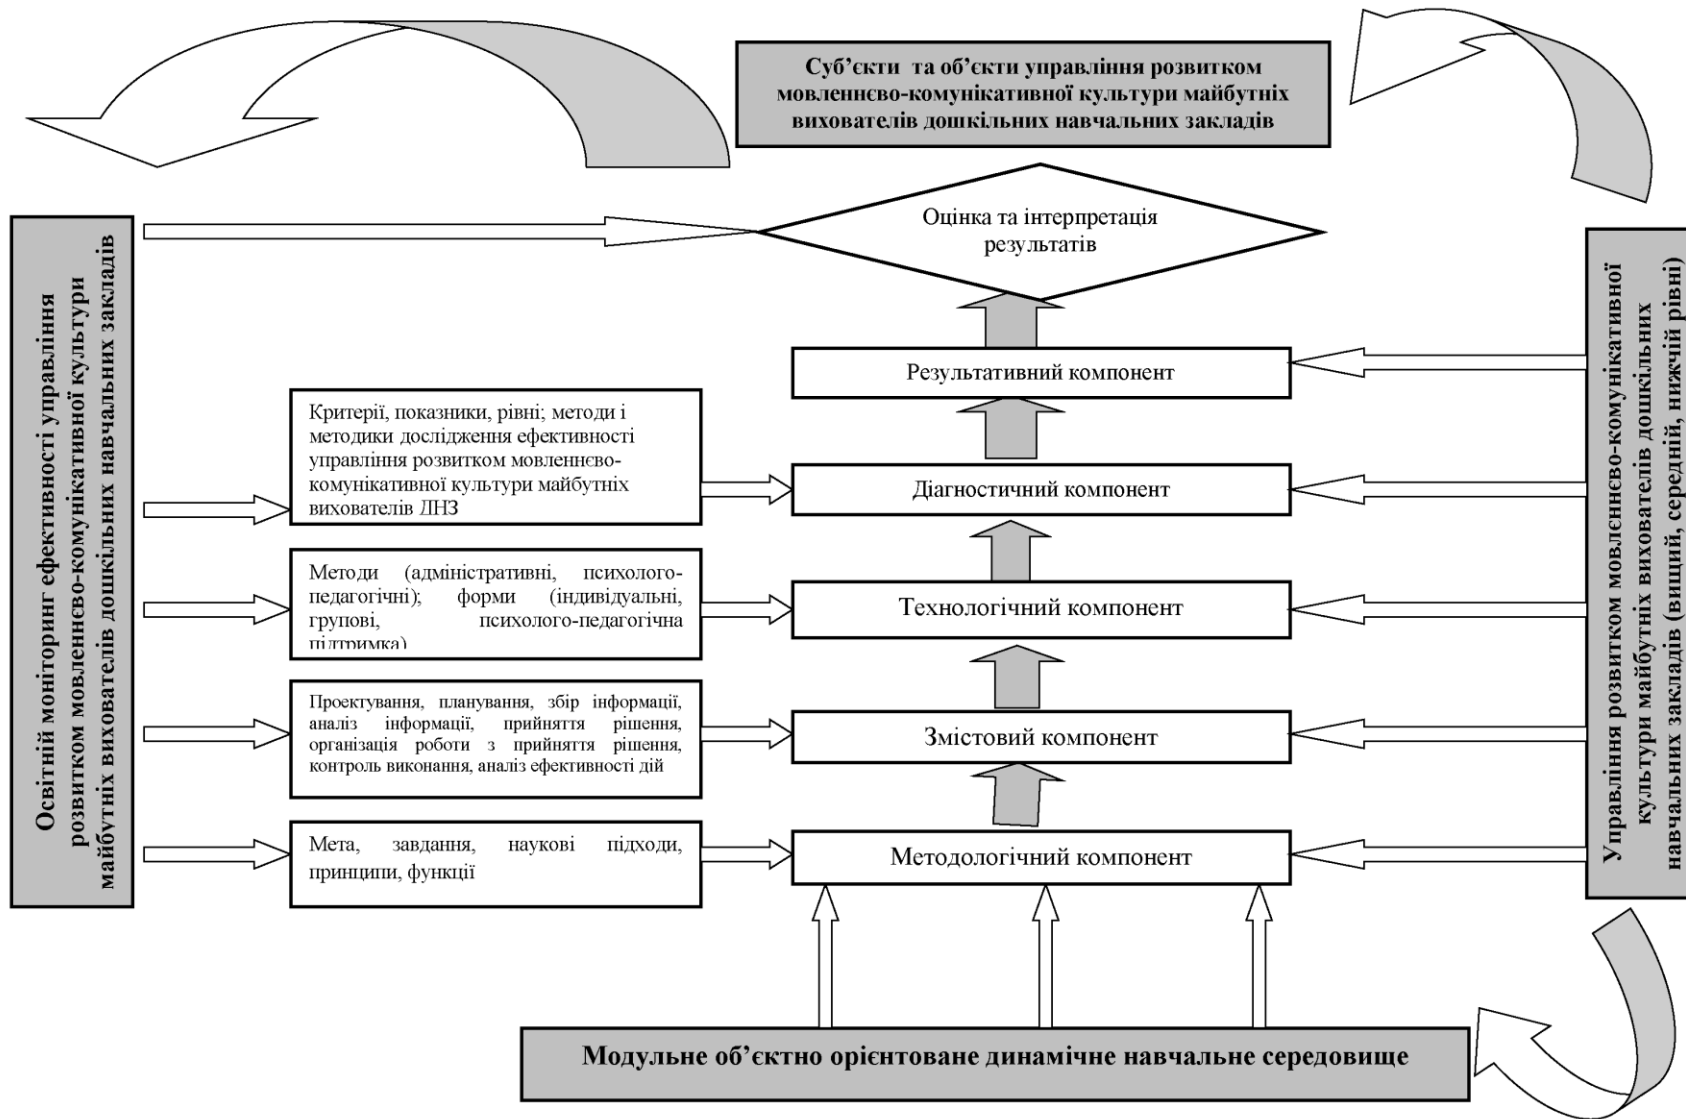 Суб’єкти та об’єкти управління розвитком
мовленнєво-комунікативної культури майбутніх
вихователів дошкільних навчальних закладів
Оцінка та інтерпретація
результатів
Освітній моніторинг ефективності управління
розвитком мовленнєво-комунікативної культури
майбутніх вихователів дошкільних навчальних закладів
Результативний компонент
Критерії, показники, рівні; методи і
методики дослідження ефективності
управління розвитком мовленнєво-
комунікативної культури майбутніх
вихователів ДНЗ
Діагностичний компонент
Методи (адміністративні, психолого-
педагогічні); форми (індивідуальні,
групові, психолого-педагогічна
підтримка)
Технологічний компонент
Проектування, планування, збір інформації,
аналіз інформації, прийняття рішення,
організація роботи з прийняття рішення,
контроль виконання, аналіз ефективності дій
Змістовий компонент
Мета, завдання, наукові підходи,
принципи, функції
Методологічний компонент
Управління розвитком мовлєннєво-комунікативної
культури майбутніх вихователів дошкільних
навчальних закладів (вищий, середній, нижчій рівні)
Модульне об’єктно орієнтоване динамічне навчальне середовище